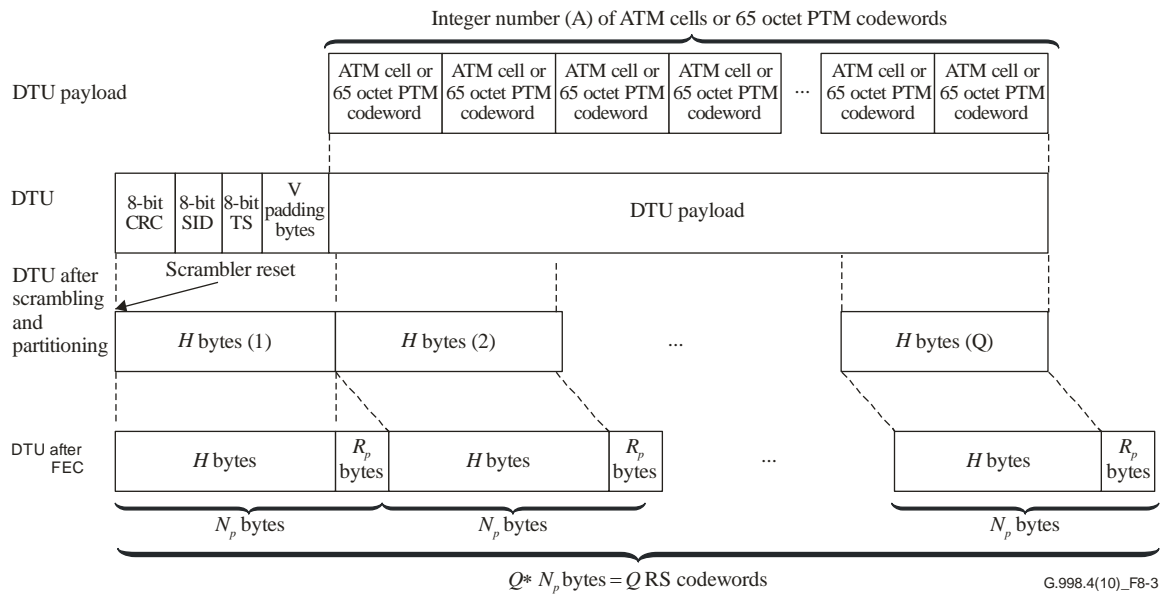 Integer number (A) of ATM cells or 65 octet PTM codewords
DTU payload
ATM cell or
65 octet PTM
codeword
ATM cell or
65 octet PTM
codeword
ATM cell or
65 octet PTM
codeword
ATM cell or
65 octet PTM
codeword
...
ATM cell or
65 octet PTM
codeword
ATM cell or
65 octet PTM
codeword
DTU
8-bit
CRC
8-bit
SID
8-bit
TS
V
padding
bytes
DTU payload
DTU after
scrambling
and
partitioning
Scrambler reset
H bytes (1)
H bytes (2)
...
H bytes (Q)
DTU after
FEC
H bytes
Rp
bytes
H bytes
Rp
bytes
...
H bytes
Rp
bytes
Np bytes
Np bytes
Np bytes
Q* Np bytes = Q RS codewords
G.998.4(10)_F8-3